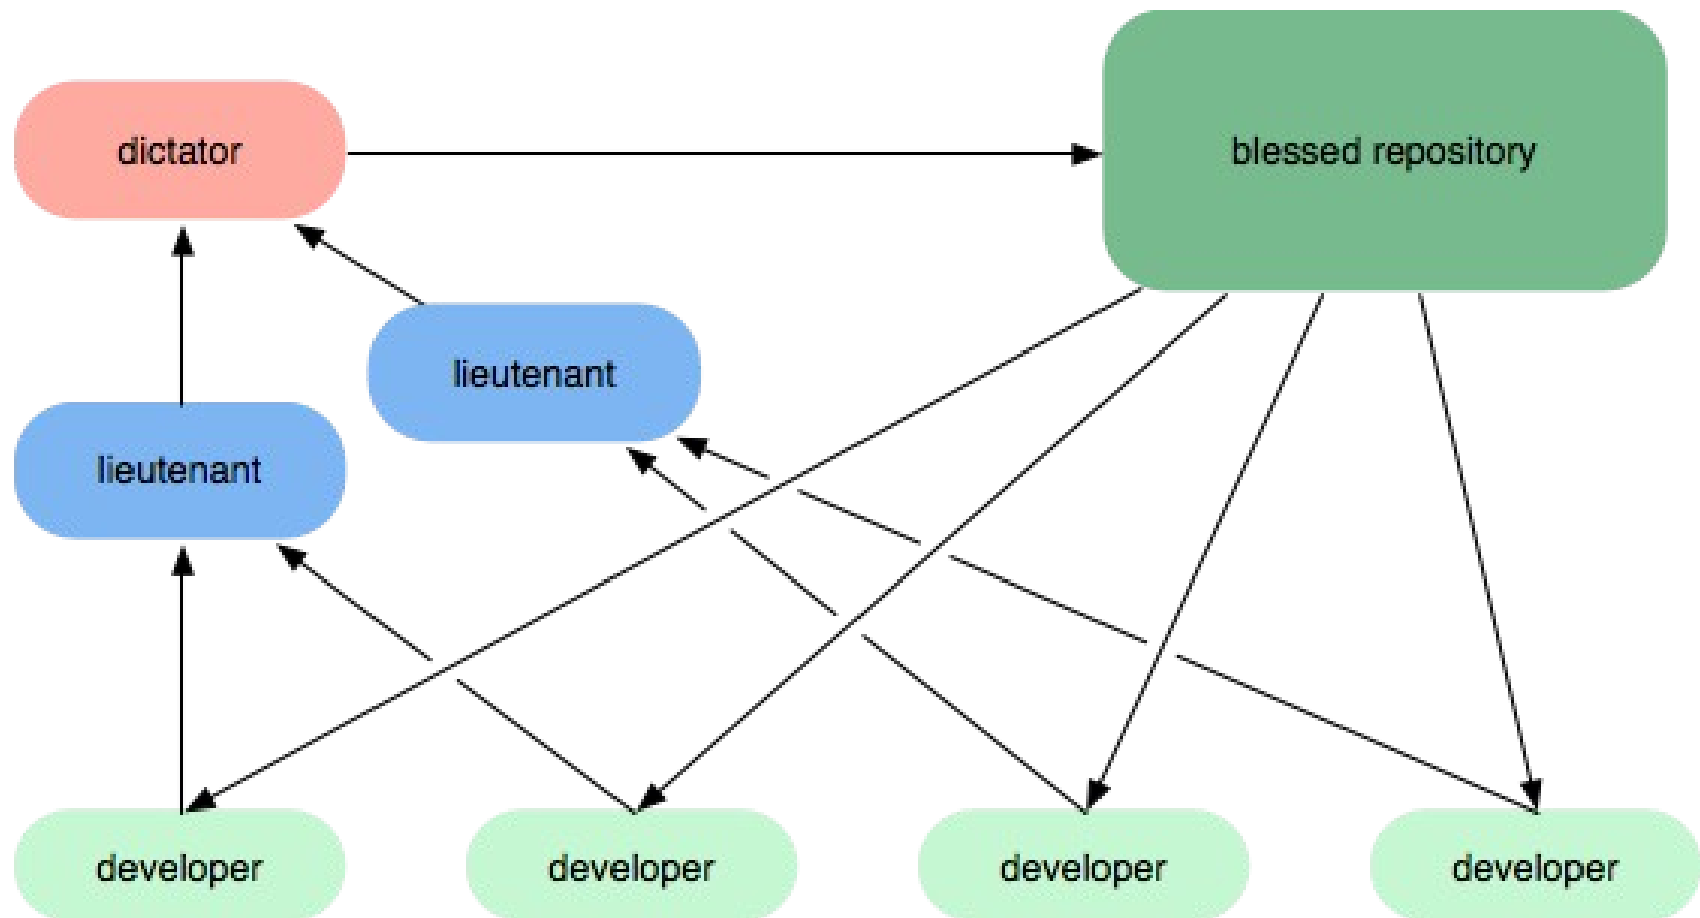 dictator
blessed repository
lieutenant
lieutenant
developer
developer
developer
developer